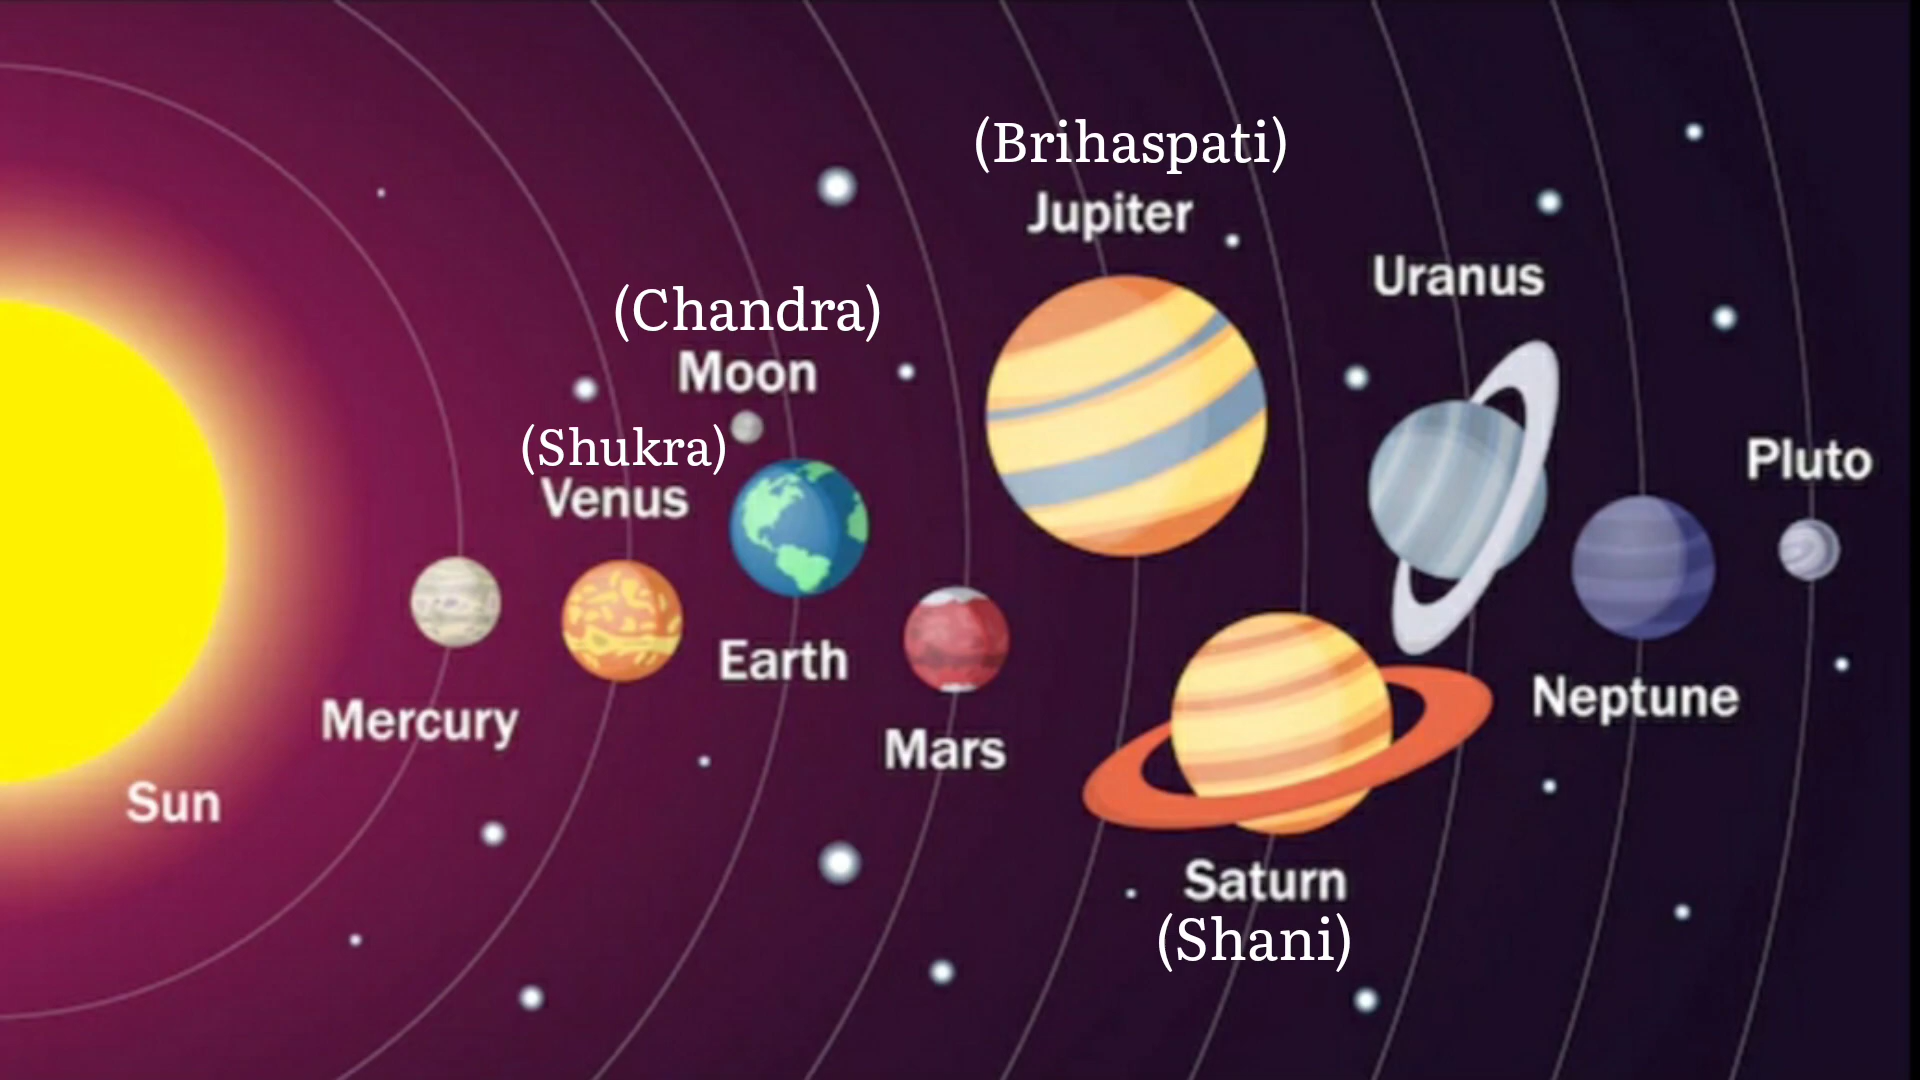 (Brihaspati)
Jupiter
Uranus
(Chandra)
Moon
(Shukra)
Venus
Pluto
Earth
Mercury
Mars
Neptune
Sun
Saturn
(Shani)